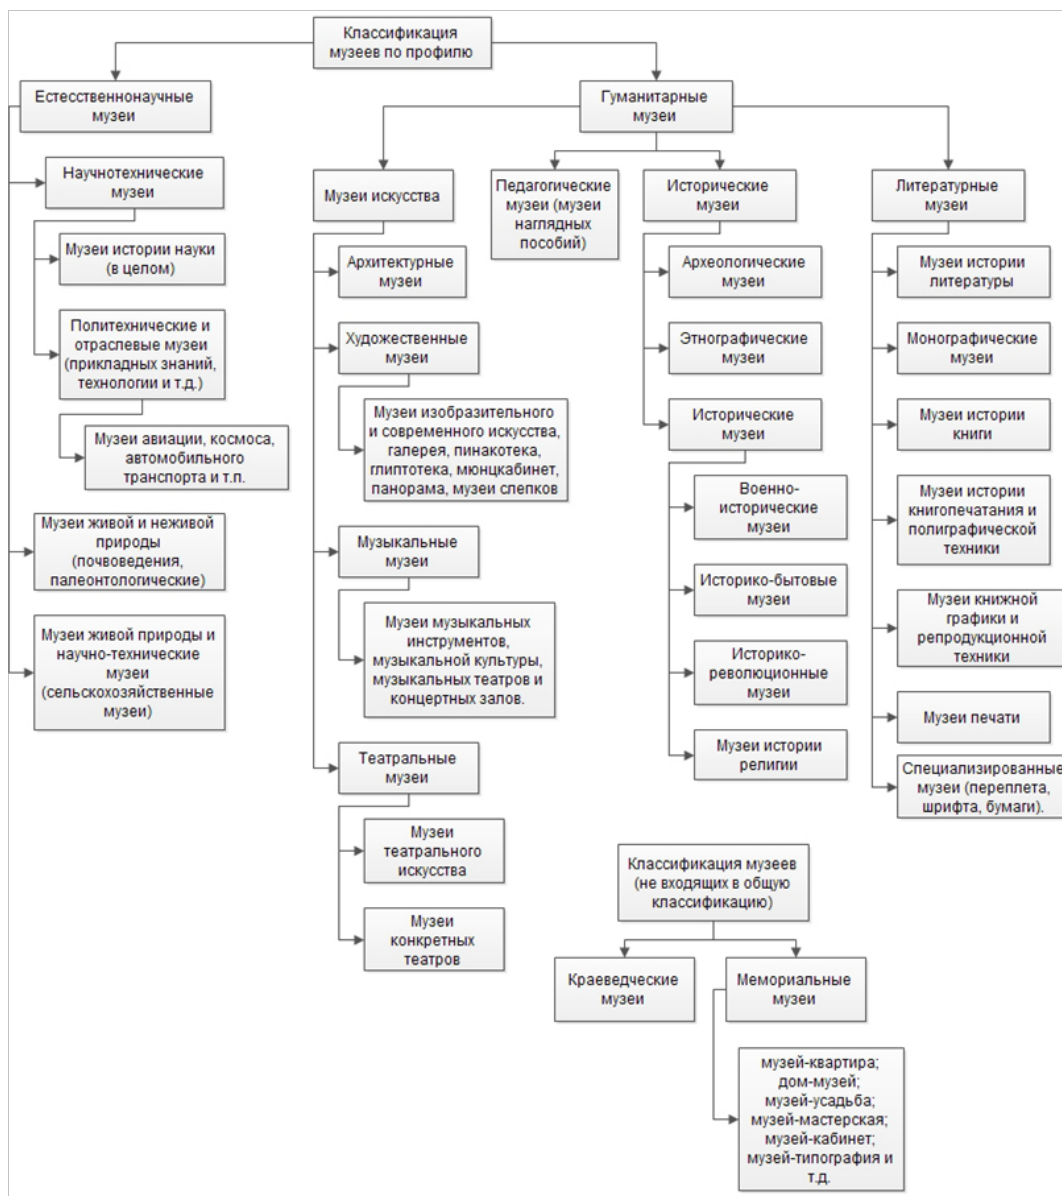 Классификация
музеев по профилю
Естесственнонаучные
музеи
Гуманитарные
музеи
Научнотехнические
музеи
Музеи истории науки
(в целом)
Политехнические и
отраслевые музеи
(прикладных знаний,
технологии и т.д.)
Музеи авиации, космоса,
автомобильного
транспорта и т.п.
Музеи живой и неживой
природы
(почвоведения,
палеонтологические)
Музеи живой природы и
научно-технические
музеи
(сельскохозяйственные
музеи)
Музеи искусства
Архитектурные
музеи
Художественные
музеи
Музеи изобразительного
и современного искусства,
галерея, пинакотека,
глиптотека, мюнцкабинет,
панорама, музеи слепков
Музыкальные
музеи
Музеи музыкальных
инструментов,
музыкальной культуры,
музыкальных театров и
концертных залов.
Театральные
музеи
Музеи
театрального
искусства
Музеи
конкретных
театров
Педагогические
музеи (музеи
наглядных
пособий)
Исторические
музеи
Археологические
музеи
Этнографические
музеи
Исторические
музеи
Военно-
исторические
музеи
Историко-бытовые
музеи
Историко-
революционные
музеи
Музеи истории
религии
Литературные
музеи
Музеи истории
литературы
Монографические
музеи
Музеи истории
книги
Музеи истории
книгопечатания и
полиграфической
техники
Музеи книжной
графики и
репродукционной
техники
Музеи печати
Специализированные
музеи (переплета,
шрифта, бумаги).
Классификация музеев
(не входящих в общую
классификацию)
Краеведческие
музеи
Мемориальные
музеи
музей-квартира;
дом-музей;
музей-усадьба;
музей-мастерская;
музей-кабинет;
музей-типография и
т.д.